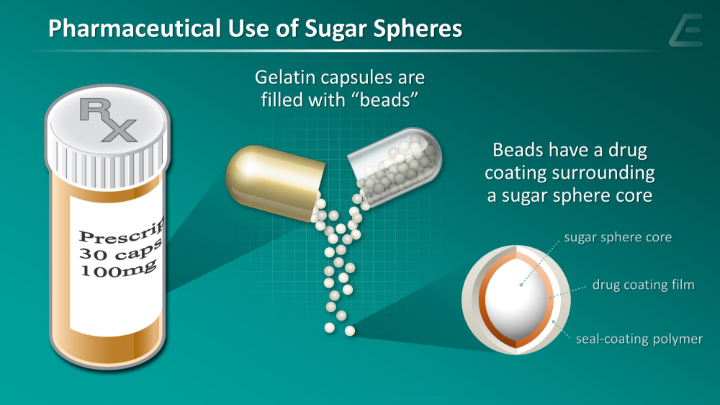 Pharmaceutical Use of Sugar Spheres
Gelatin capsules are
filled with “beads”
Rx
Prescrip
30 caps
100mg
Beads have a drug
coating surrounding
a sugar sphere core
sugar sphere core
drug coating film
seal-coating polymer